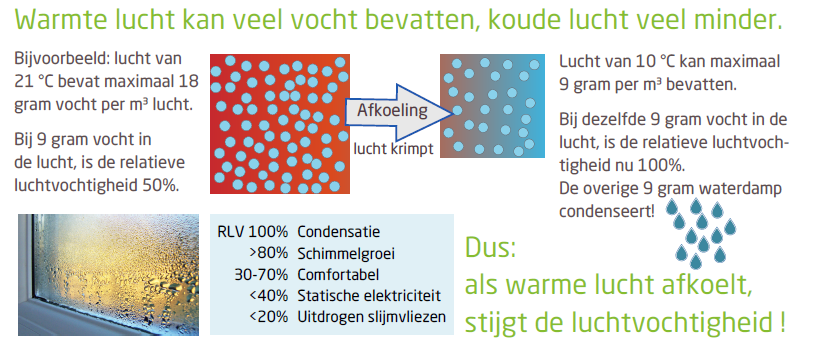 Warmte lucht kan veel vocht bevatten, koude lucht veel minder.
Bijvoorbeeld: lucht van
21 °C bevat maximaal 18
gram vocht per m³ lucht.
Bij 9 gram vocht in
de lucht, is de relatieve
luchtvochtigheid 50%.
Afkoeling
lucht krimpt
Lucht van 10 °C kan maximaal
9 gram per m³ bevatten.
Bij dezelfde 9 gram vocht in de
lucht, is de relatieve luchtvoch-
tigheid nu 100%.
De overige 9 gram waterdamp
condenseert!
RLV 100% Condensatie
>80% Schimmelgroei
30-70% Comfortabel
<40% Statische elektriciteit
<20% Uitdrogen slijmvliezen
Dus:
als warme lucht afkoelt,
stijgt de luchtvochtigheid !